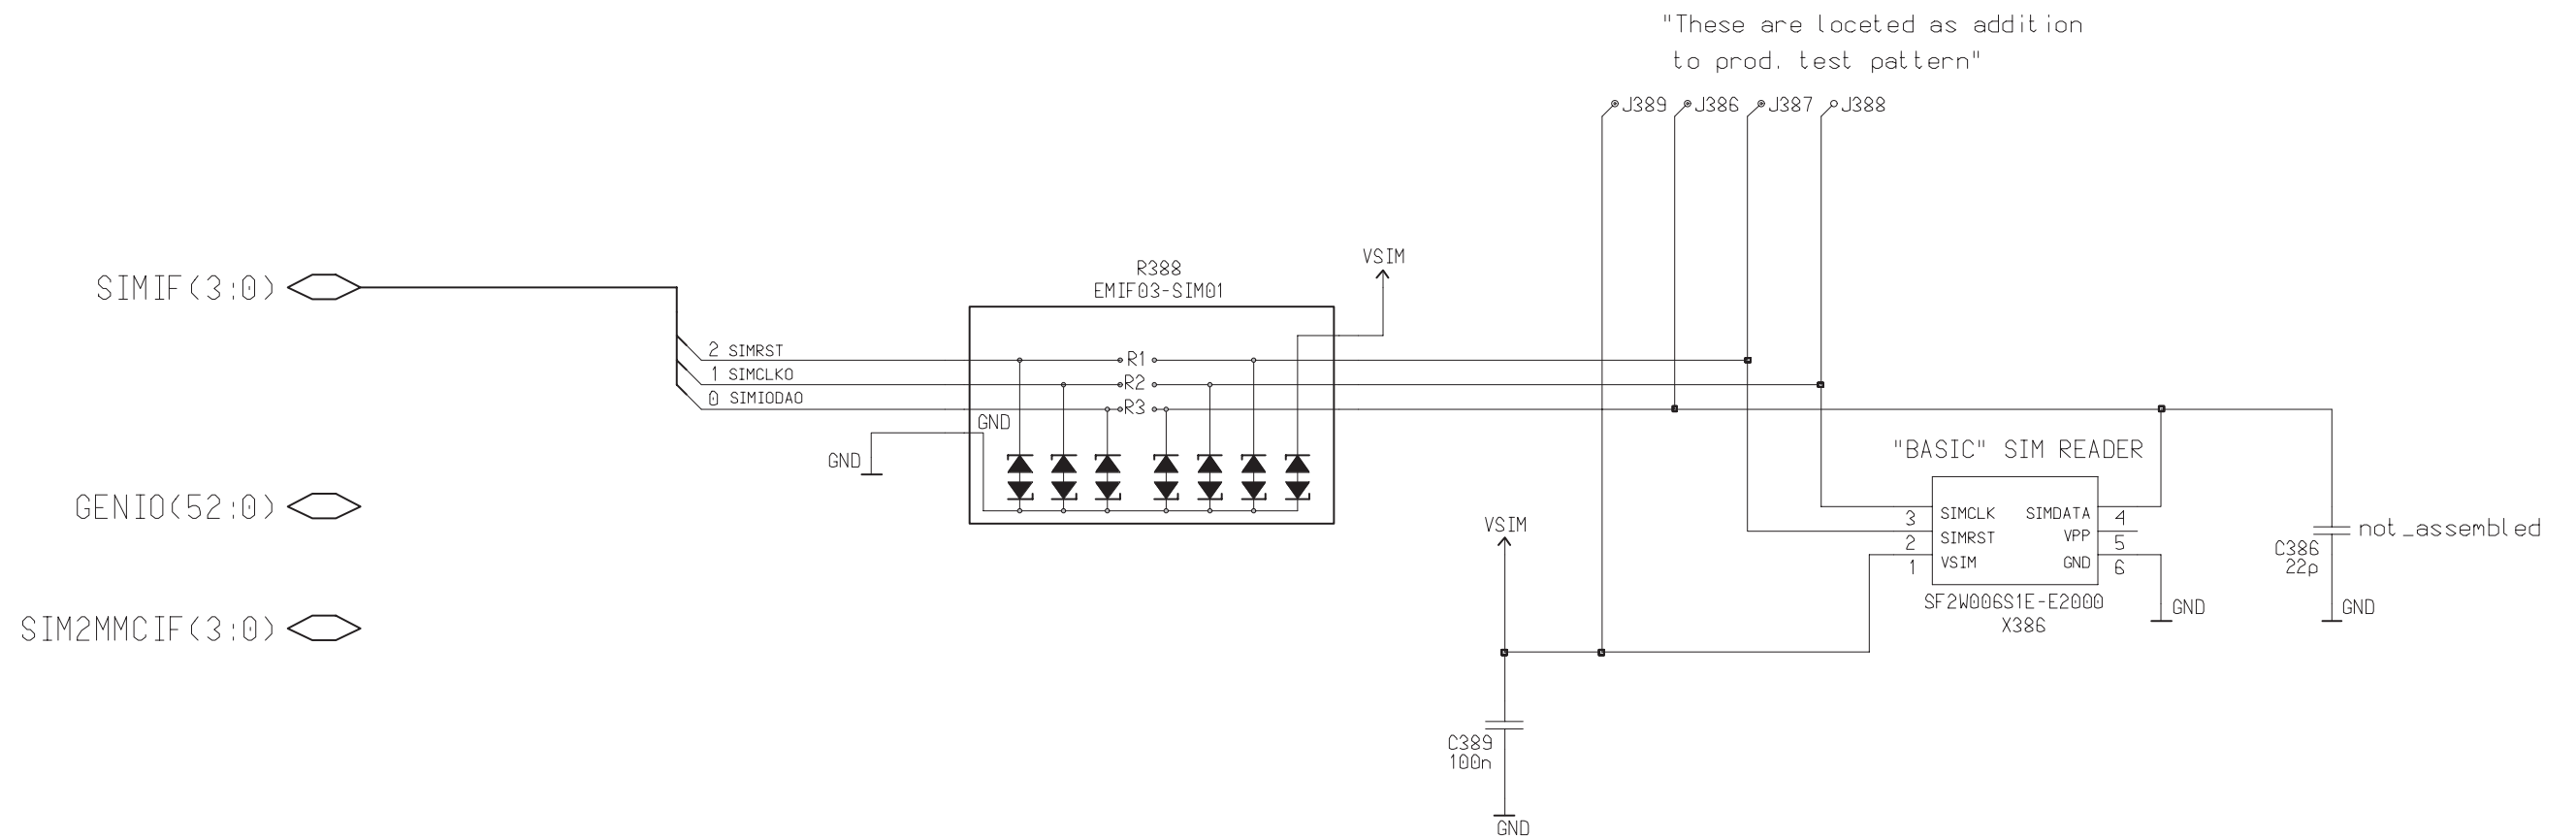 "These are loceted as addition
to prod. test pattern"
J389
J386
J387
J388
VSIM
R388
EMIF03-SIM01
SIMIF(3:0)
2 SIMRST
R1
1 SIMCLKO
R2
0 SIMIODAO
R3
GND
GND
"BASIC" SIM READER
GENIO(52:0)
VSIM
SIMCLK
SIMDATA
3
4
SIMRST
VPP
2
5
VSIM
GND
1
6
not_assembled
C386
22p
SF2W006S1E-E2000
X386
GND
GND
SIM2MMCIF(3:0)
C389
100n
GND